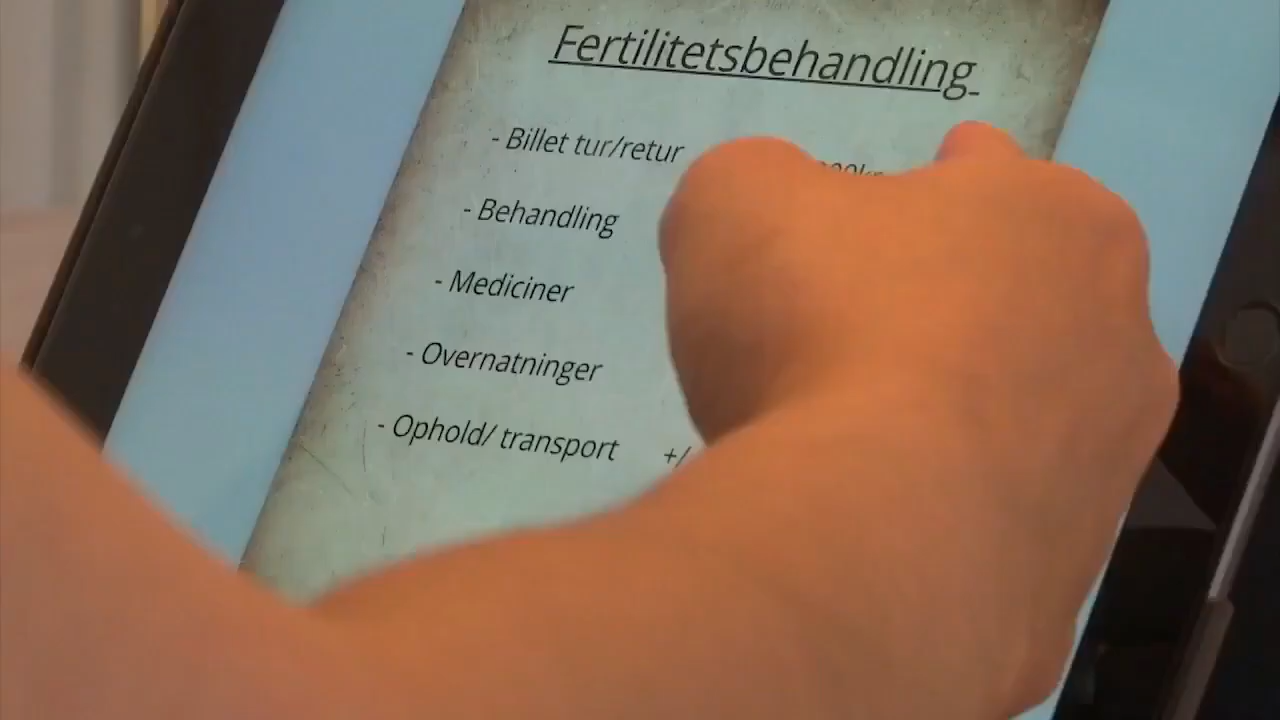 Fertilitetsbehandling
- Billet tur/retur
- Behandling
- Mediciner
- Overnatninger
- Ophold/ transport +/